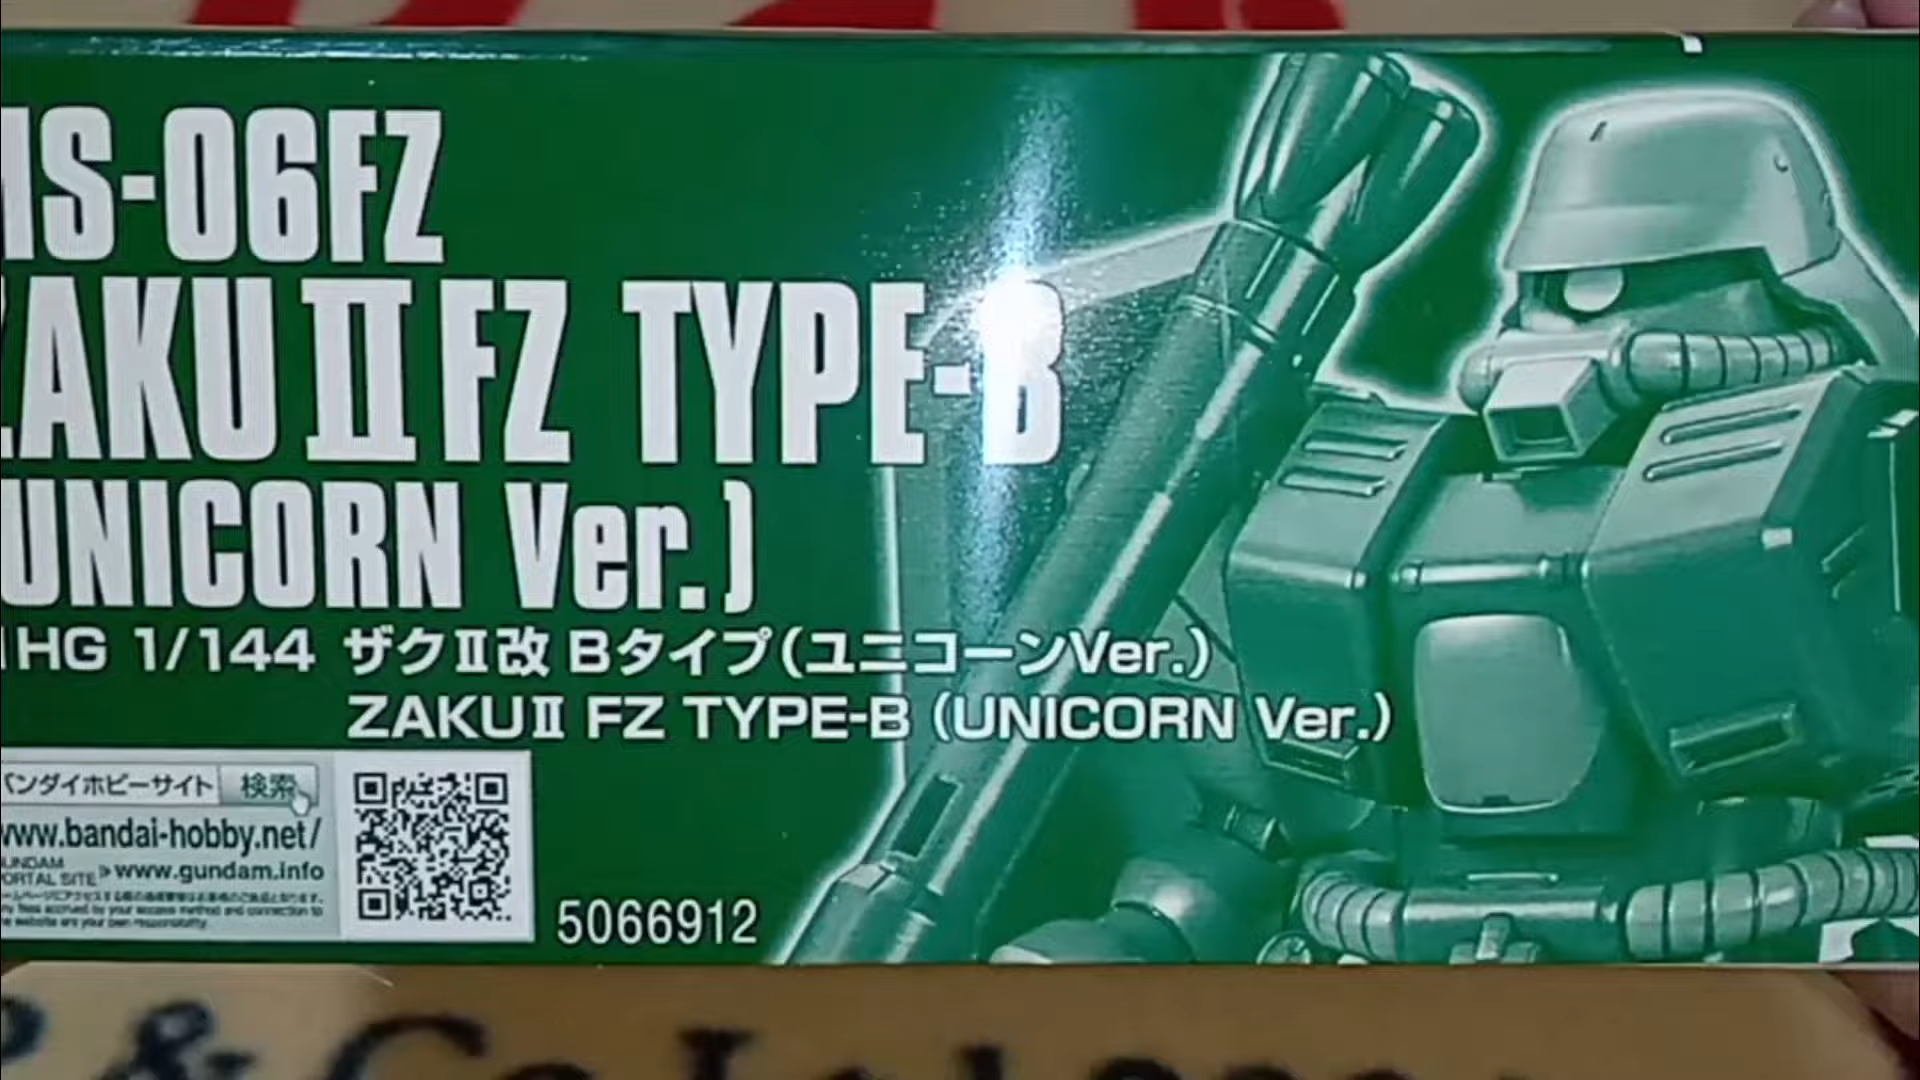 MS-06FZ
ZAKU II FZ TYPE-B
(UNICORN Ver.)
HG 1/144 ザクⅡ改 Bタイプ(ユニコーンVer.)
ZAKUⅡ FZ TYPE-B (UNICORN Ver.)
バンダイホビーサイト 検索
www.bandai-hobby.net/
GUNDAM
PORTAL SITE www.gundam.info
5066912
&